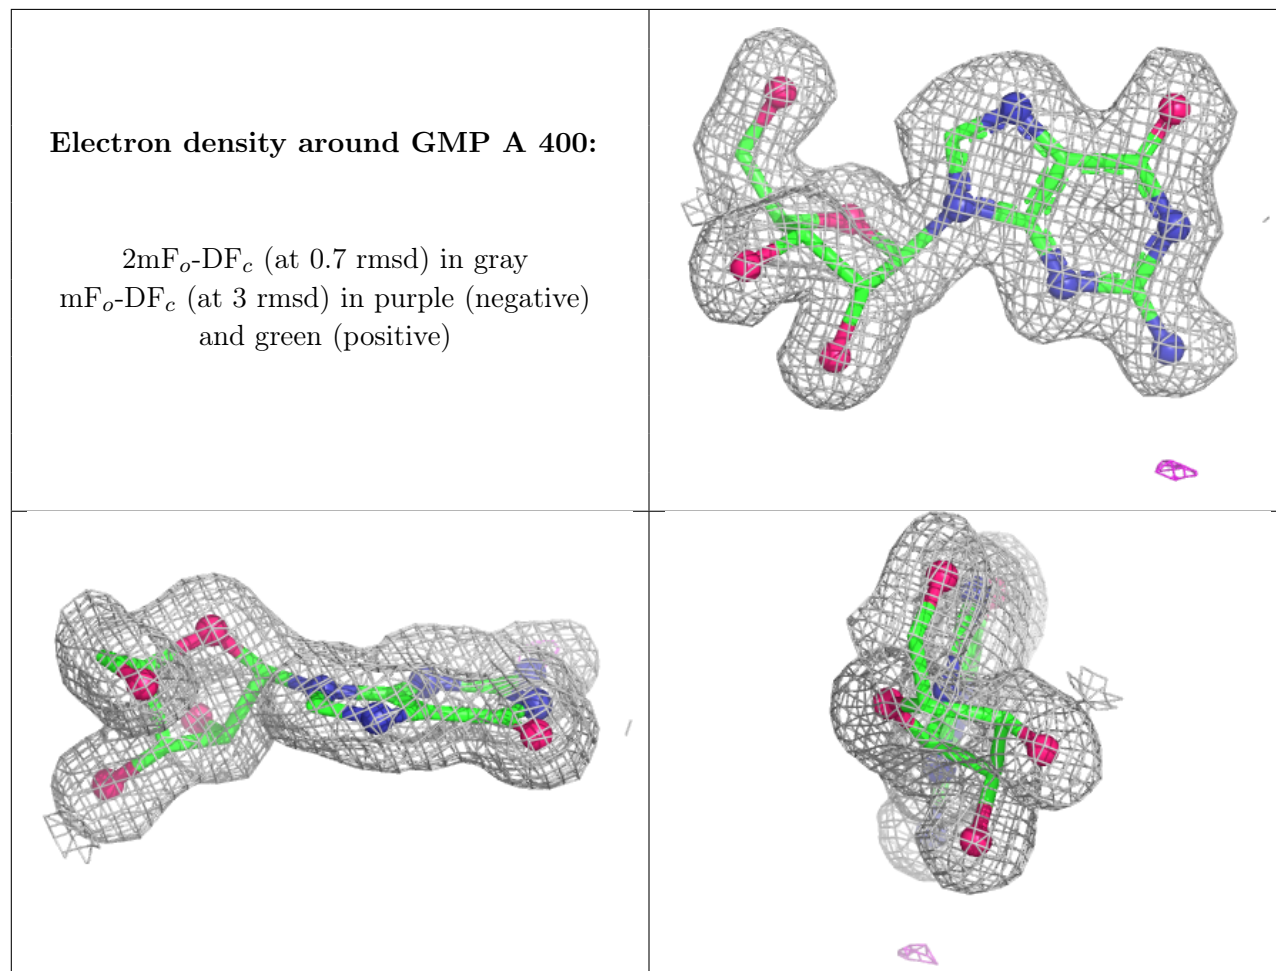 Electron density around GMP A 400:
2mFo-DFc (at 0.7 rmsd) in gray
mFo-DFc (at 3 rmsd) in purple (negative)
and green (positive)